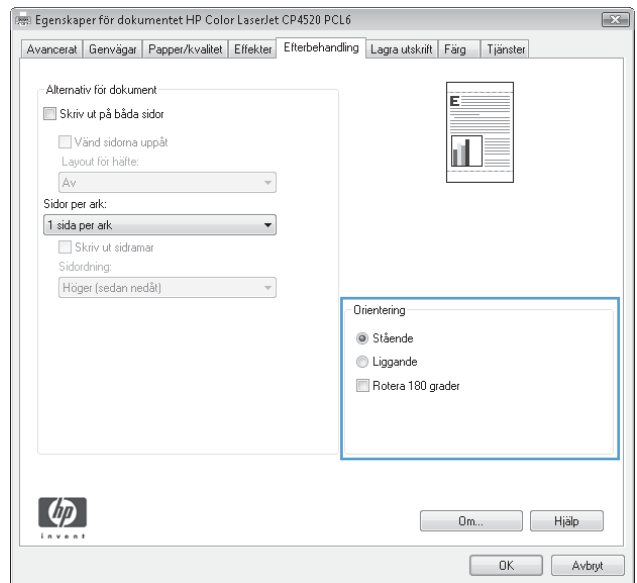 Egenskaper för dokumentet HP Color LaserJet CP4520 PCL6
Avancerat Genvägar Papper/kvalitet Effekter Efterbehandling Lagra utskrift Färg Tjänster
Alternativ för dokument
Skriv ut på båda sidor
Vänd sidorna uppåt
Layout för häfte:
Av
Sidor per ark:
1 sida per ark
Skriv ut sidramar
Sidordning:
Höger (sedan nedåt)
E
Orientering
Stående
Liggande
Rotera 180 grader
hp
invent
Om... Hjälp
OK Avbryt